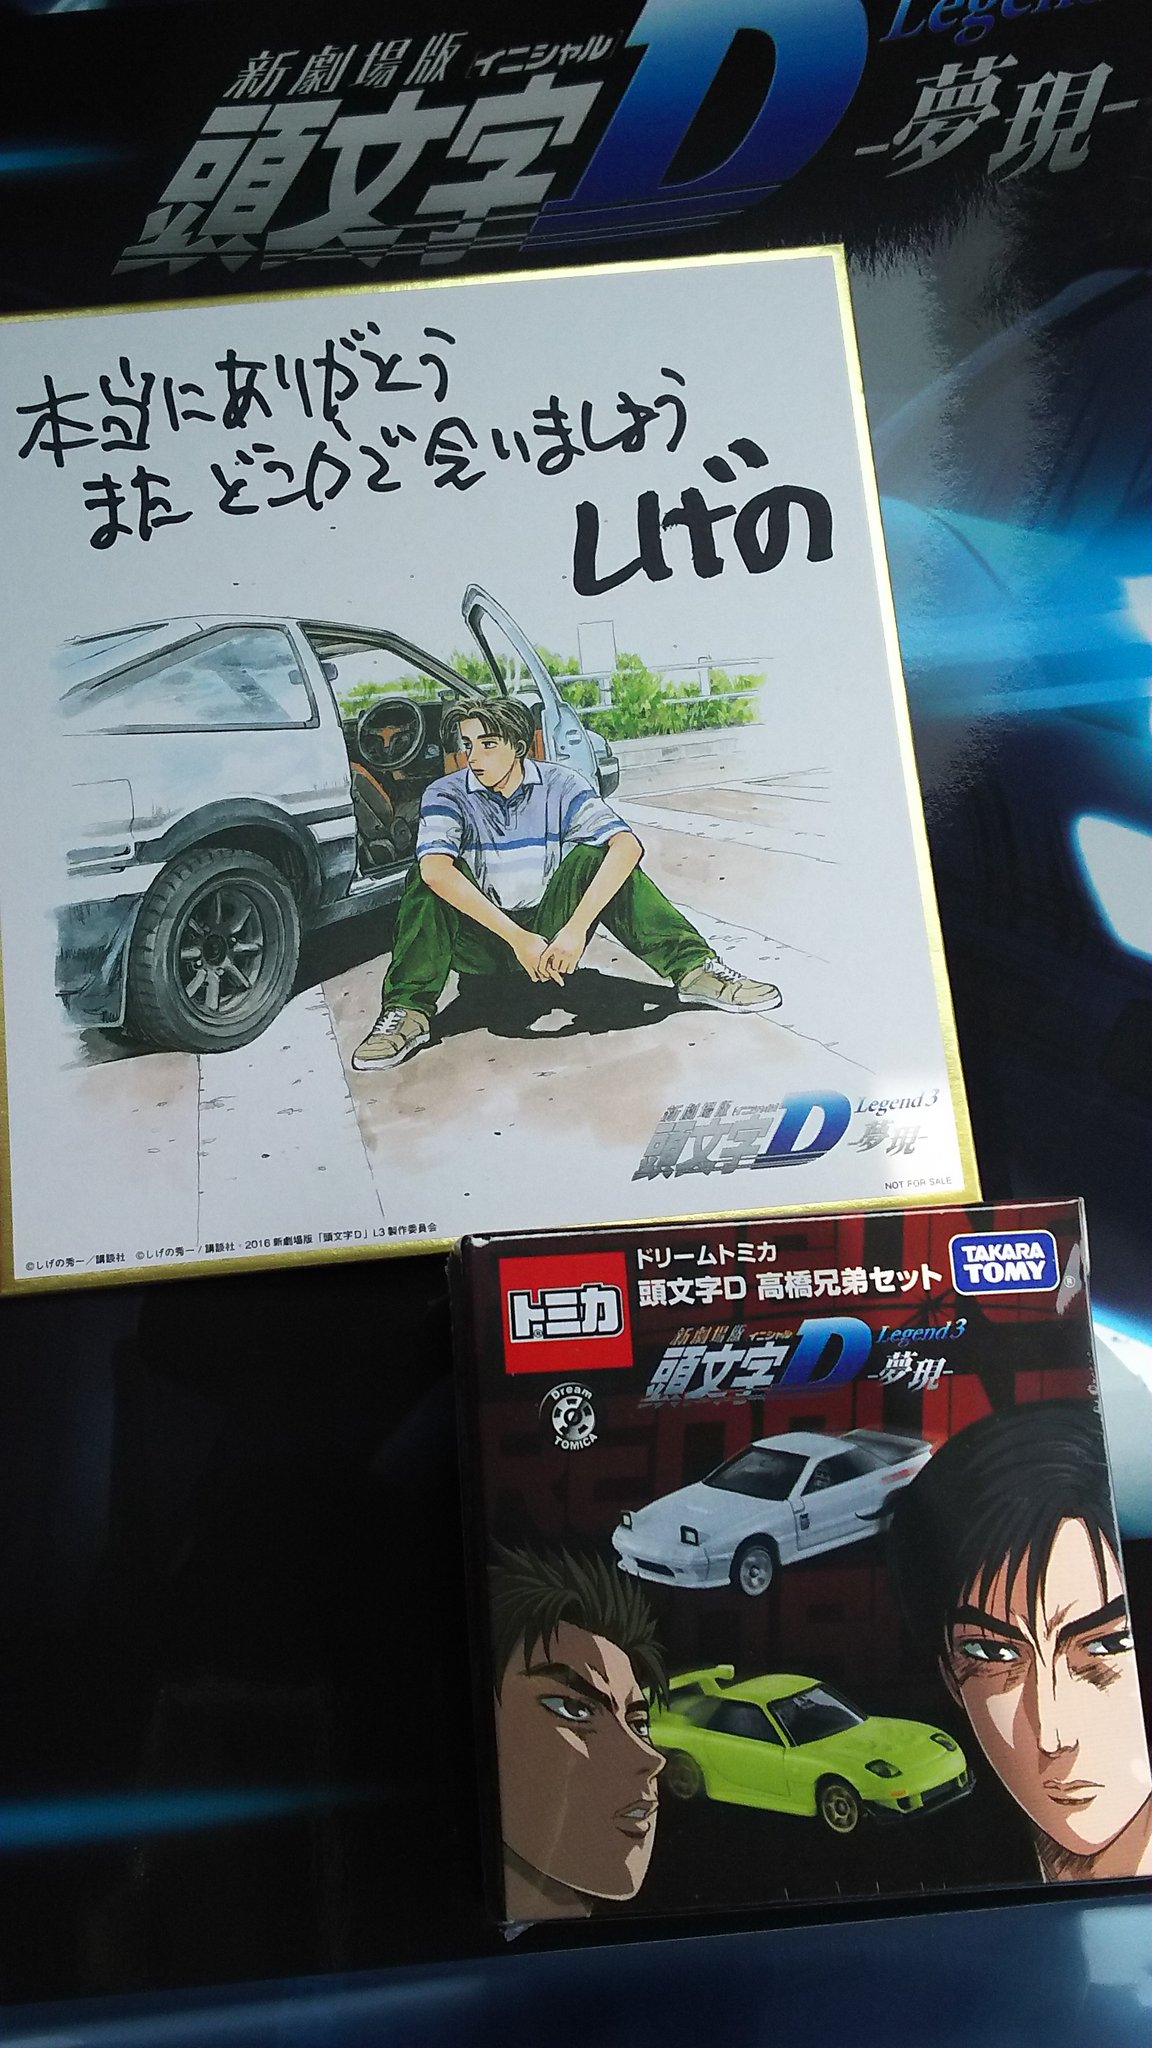 新劇場版
[イニシャル]
頭文字D Legend
-夢現-
本当にありがとう
また どこかで会いましょう
しげの
新劇場版 イニシャル
頭文字D Legend3
-夢現-
NOT FOR SALE
©しげの秀一/講談社 ©しげの秀一/講談社・2016 新劇場版「頭文字D」L3 製作委員会
トミカ
ドリームトミカ
頭文字D 高橋兄弟セット
TAKARA
TOMY
新劇場版 イニシャル
頭文字D Legend3
-夢現-
Dream
TOMICA